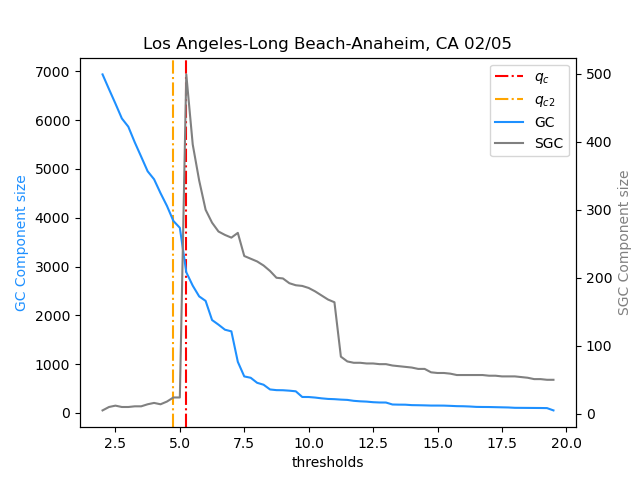 Los Angeles-Long Beach-Anaheim, CA 02/05
GC Component size
7000
6000
5000
4000
3000
2000
1000
0
q_c
q_c2
GC
SGC
500
400
300
200
100
0
SGC Component size
2.5 5.0 7.5 10.0 12.5 15.0 17.5 20.0
thresholds